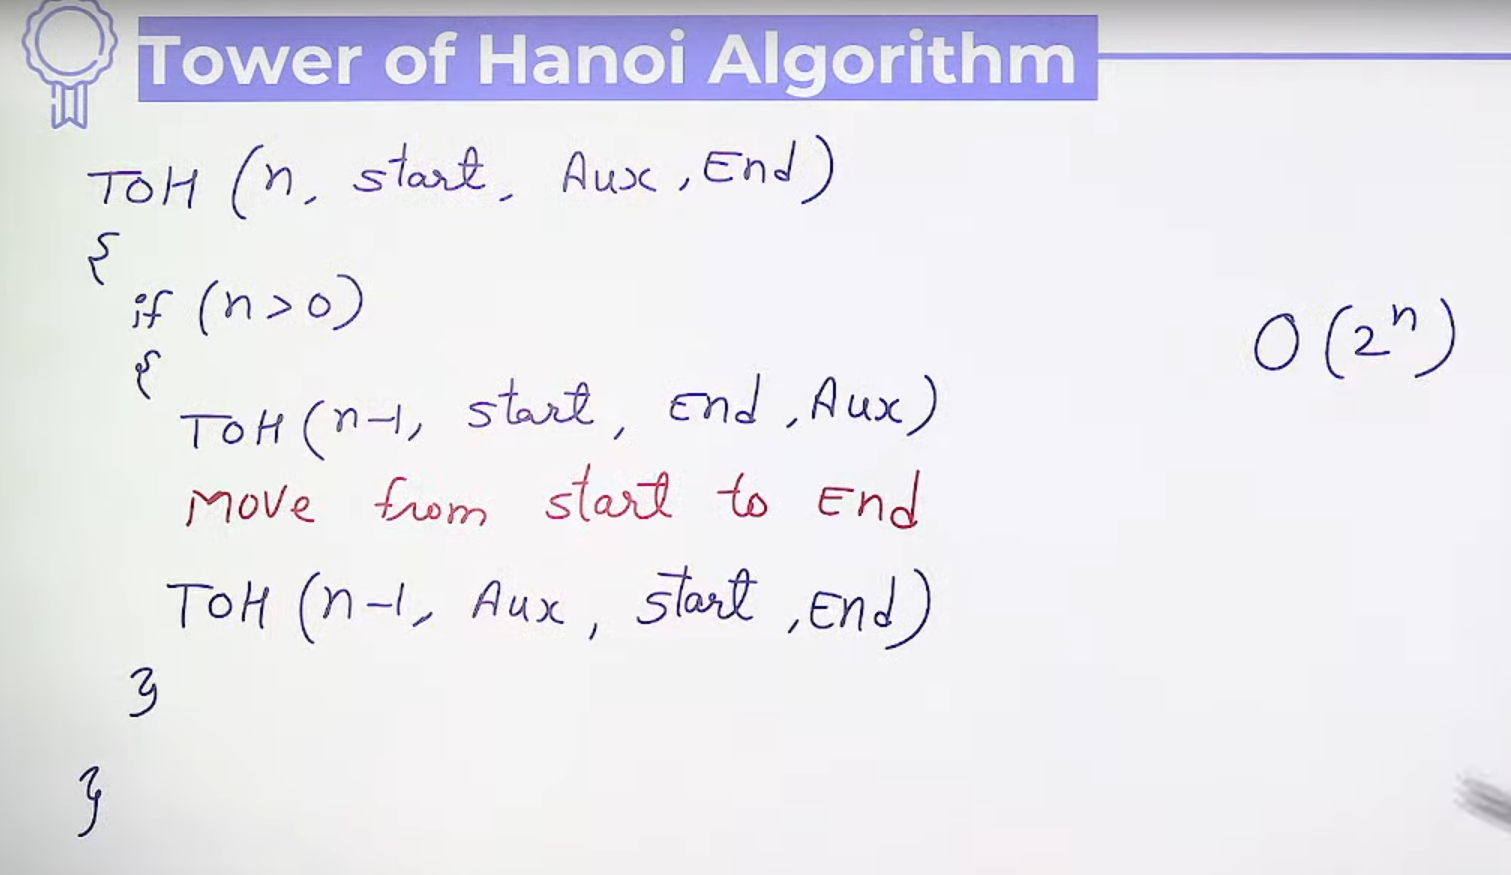 Tower of Hanoi Algorithm
TOH (n, start, Aux, End)
{
if (n>0)
{
O(2ⁿ)
TOH (n-1, start, End, Aux)
Move from start to End
TOH (n-1, Aux, start, End)
}
}